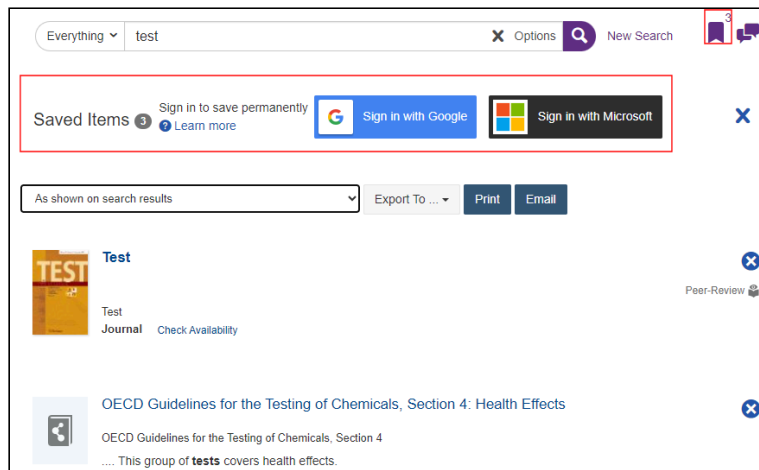 3
Everything test Options New Search
Sign in to save permanently
Saved Items 3 Sign in with Google Sign in with Microsoft
? Learn more
As shown on search results Export To ... Print Email
Test
TEST
Peer-Review
Test
Journal Check Availability
OECD Guidelines for the Testing of Chemicals, Section 4: Health Effects
OECD Guidelines for the Testing of Chemicals, Section 4
.... This group of tests covers health effects.